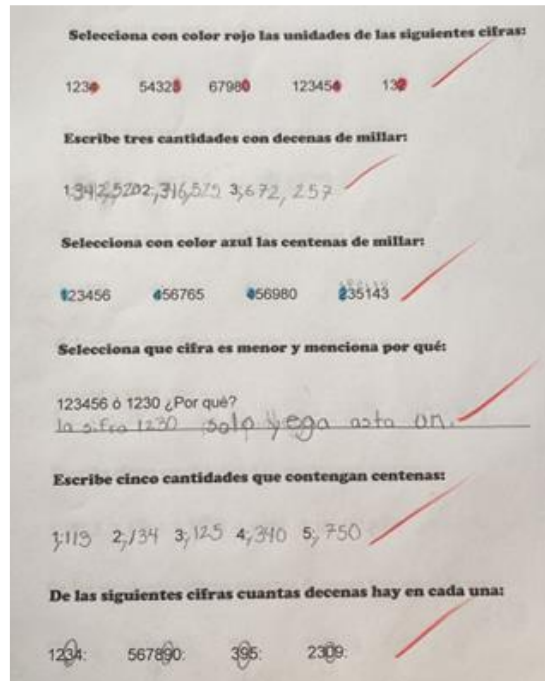 Selecciona con color rojo las unidades de las siguientes cifras:
1234 54328 67980 123454 132
Escribe tres cantidades con decenas de millar:
1.342,520 2.,316,525 3,672,257
Selecciona con color azul las centenas de millar:
123456 456765 456980 235143
Selecciona que cifra es menor y menciona por qué:
123456 ó 1230 ¿Por qué?
la sifra 1230 solo yega asta un.
Escribe cinco cantidades que contengan centenas:
1;113 2;,134 3;,125 4;,340 5;,750
De las siguientes cifras cuantas decenas hay en cada una:
1234: 567890: 395: 2309: